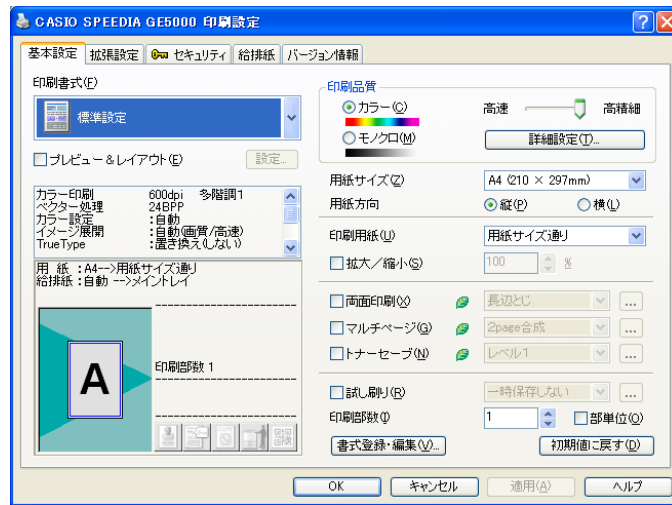 CASIO SPEEDIA GE5000 印刷設定
基本設定 拡張設定 セキュリティ 給排紙 バージョン情報
印刷書式(F)
標準設定
プレビュー＆レイアウト(E) 設定...
カラー印刷 600dpi 多階調1
ベクター処理 24BPP
カラー設定 :自動
イメージ展開 :自動(画質/高速)
TrueType :置き換え(しない)
用 紙 :A4-->用紙サイズ通り
給排紙:自動 -->メイントレイ
A
印刷部数 1
印刷品質
カラー(C) 高速 高精細
モノクロ(M) 詳細設定(T)...
用紙サイズ(Z) A4 (210 × 297mm)
用紙方向 縦(P) 横(L)
印刷用紙(U) 用紙サイズ通り
拡大／縮小(S) 100 %
両面印刷(X) 長辺とじ ...
マルチページ(G) 2page合成 ...
トナーセーブ(N) レベル1 ...
試し刷り(R) 一時保存しない ...
印刷部数(I) 1 部単位(O)
書式登録・編集(V)... 初期値に戻す(D)
OK キャンセル 適用(A) ヘルプ